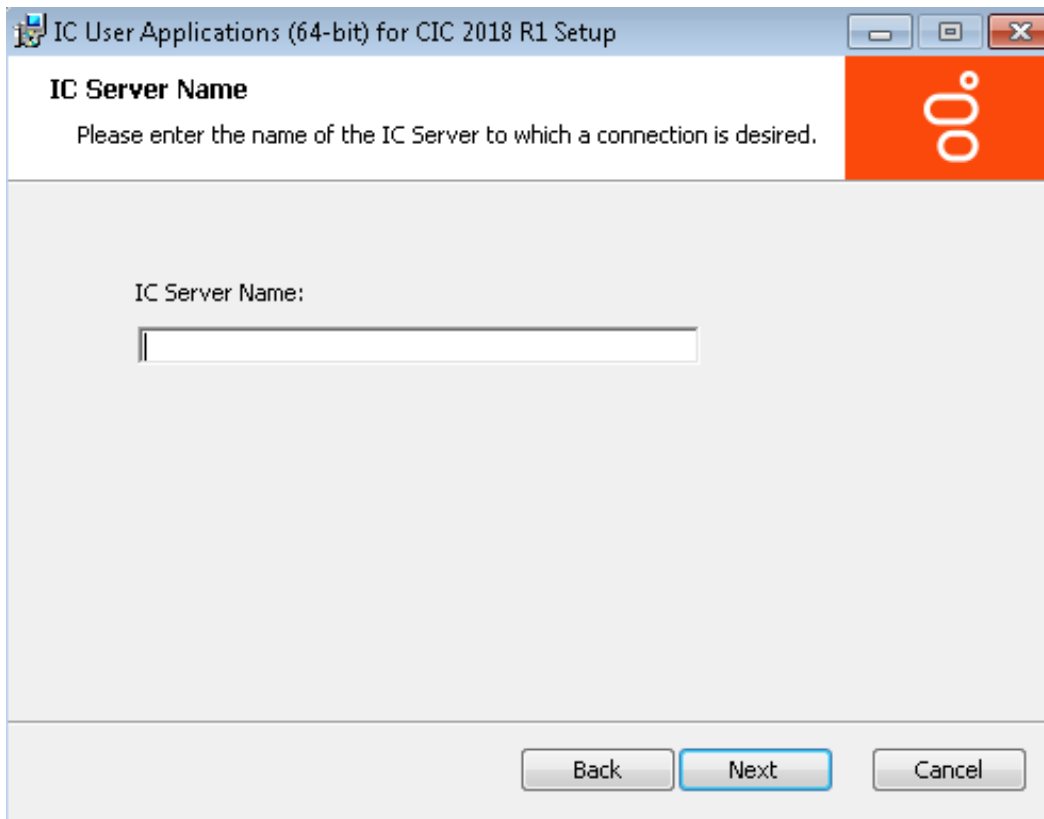 IC User Applications (64-bit) for CIC 2018 R1 Setup
IC Server Name
Please enter the name of the IC Server to which a connection is desired.
IC Server Name:
Back Next Cancel